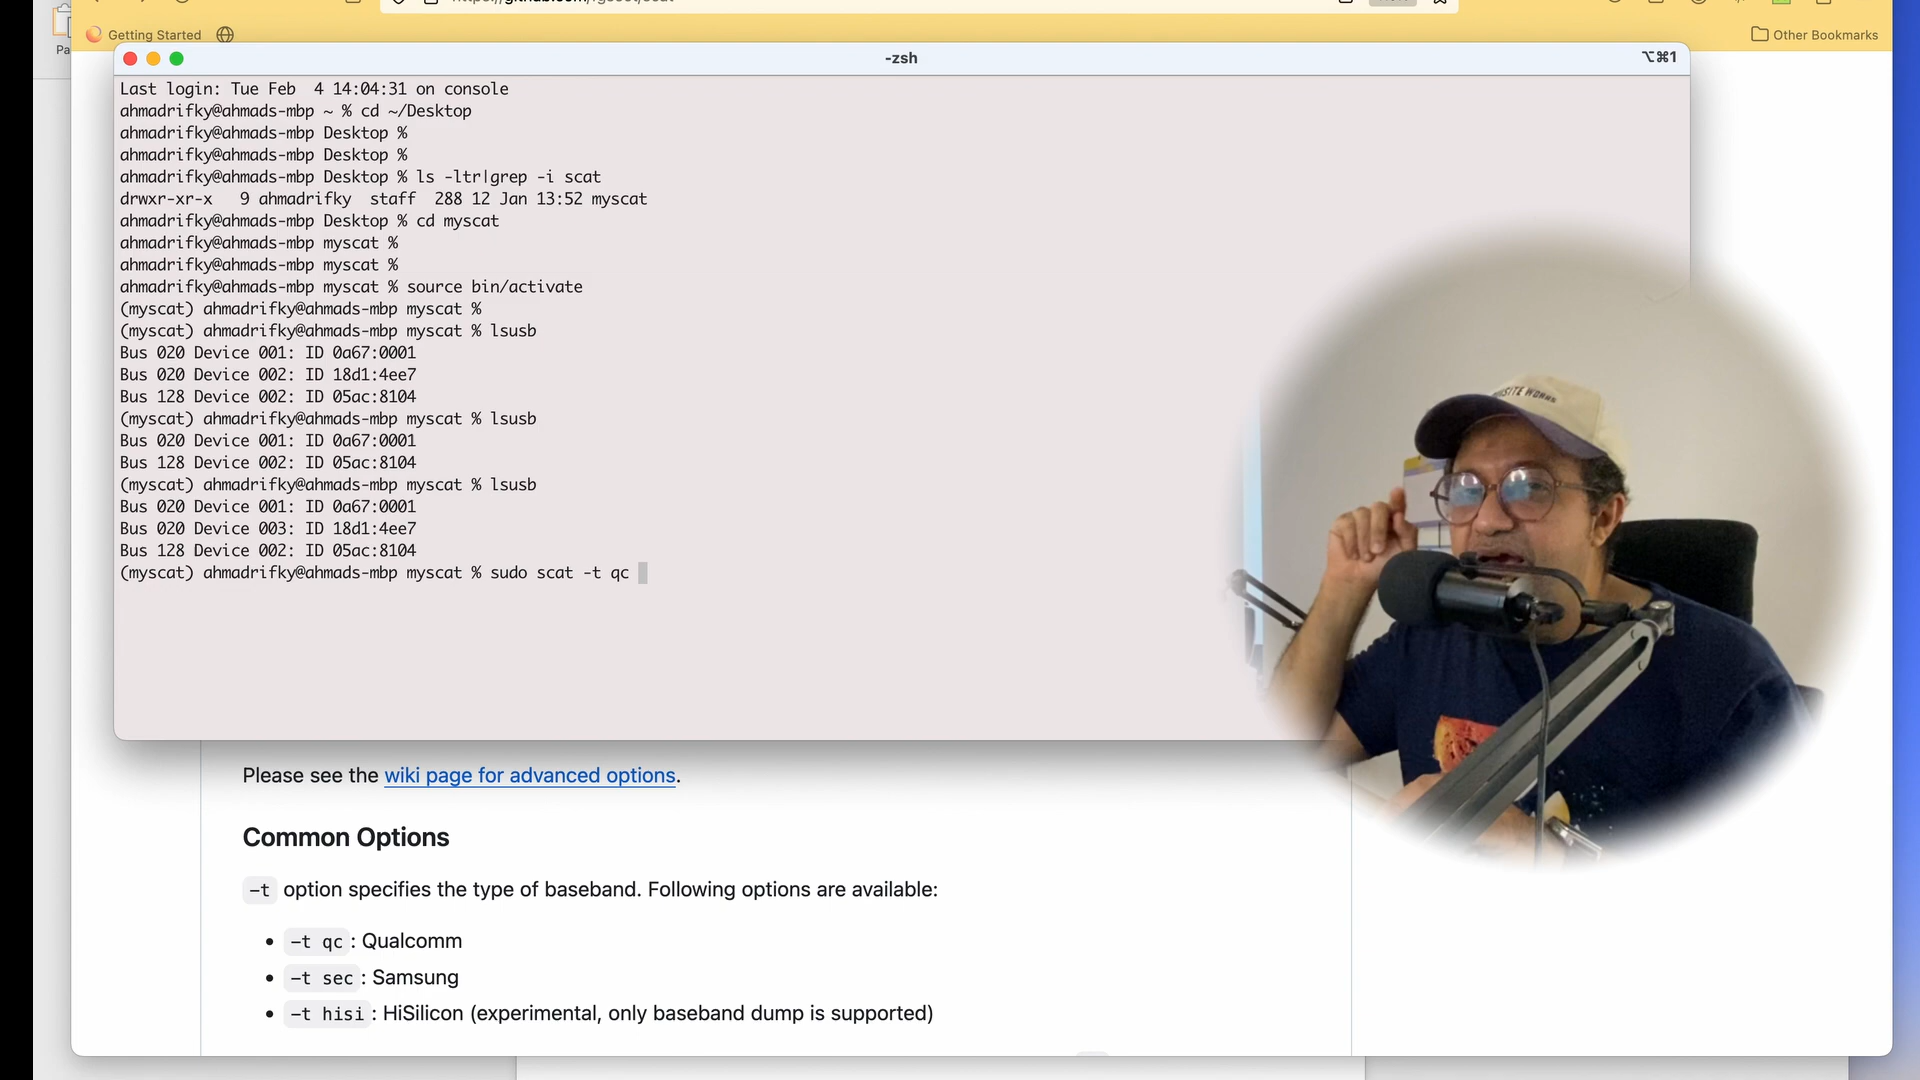 Getting Started
Other Bookmarks
Pa
-zsh
⌥⌘1
Last login: Tue Feb  4 14:04:31 on console
ahmadrifky@ahmads-mbp ~ % cd ~/Desktop
ahmadrifky@ahmads-mbp Desktop %
ahmadrifky@ahmads-mbp Desktop %
ahmadrifky@ahmads-mbp Desktop % ls -ltr|grep -i scat
drwxr-xr-x   9 ahmadrifky  staff  288 12 Jan 13:52 myscat
ahmadrifky@ahmads-mbp Desktop % cd myscat
ahmadrifky@ahmads-mbp myscat %
ahmadrifky@ahmads-mbp myscat %
ahmadrifky@ahmads-mbp myscat % source bin/activate
(myscat) ahmadrifky@ahmads-mbp myscat %
(myscat) ahmadrifky@ahmads-mbp myscat % lsusb
Bus 020 Device 001: ID 0a67:0001
Bus 020 Device 002: ID 18d1:4ee7
Bus 128 Device 002: ID 05ac:8104
(myscat) ahmadrifky@ahmads-mbp myscat % lsusb
Bus 020 Device 001: ID 0a67:0001
Bus 128 Device 002: ID 05ac:8104
(myscat) ahmadrifky@ahmads-mbp myscat % lsusb
Bus 020 Device 001: ID 0a67:0001
Bus 020 Device 003: ID 18d1:4ee7
Bus 128 Device 002: ID 05ac:8104
(myscat) ahmadrifky@ahmads-mbp myscat % sudo scat -t qc
Please see the wiki page for advanced options.
Common Options
-t option specifies the type of baseband. Following options are available:
• -t qc: Qualcomm
• -t sec: Samsung
• -t hisi: HiSilicon (experimental, only baseband dump is supported)